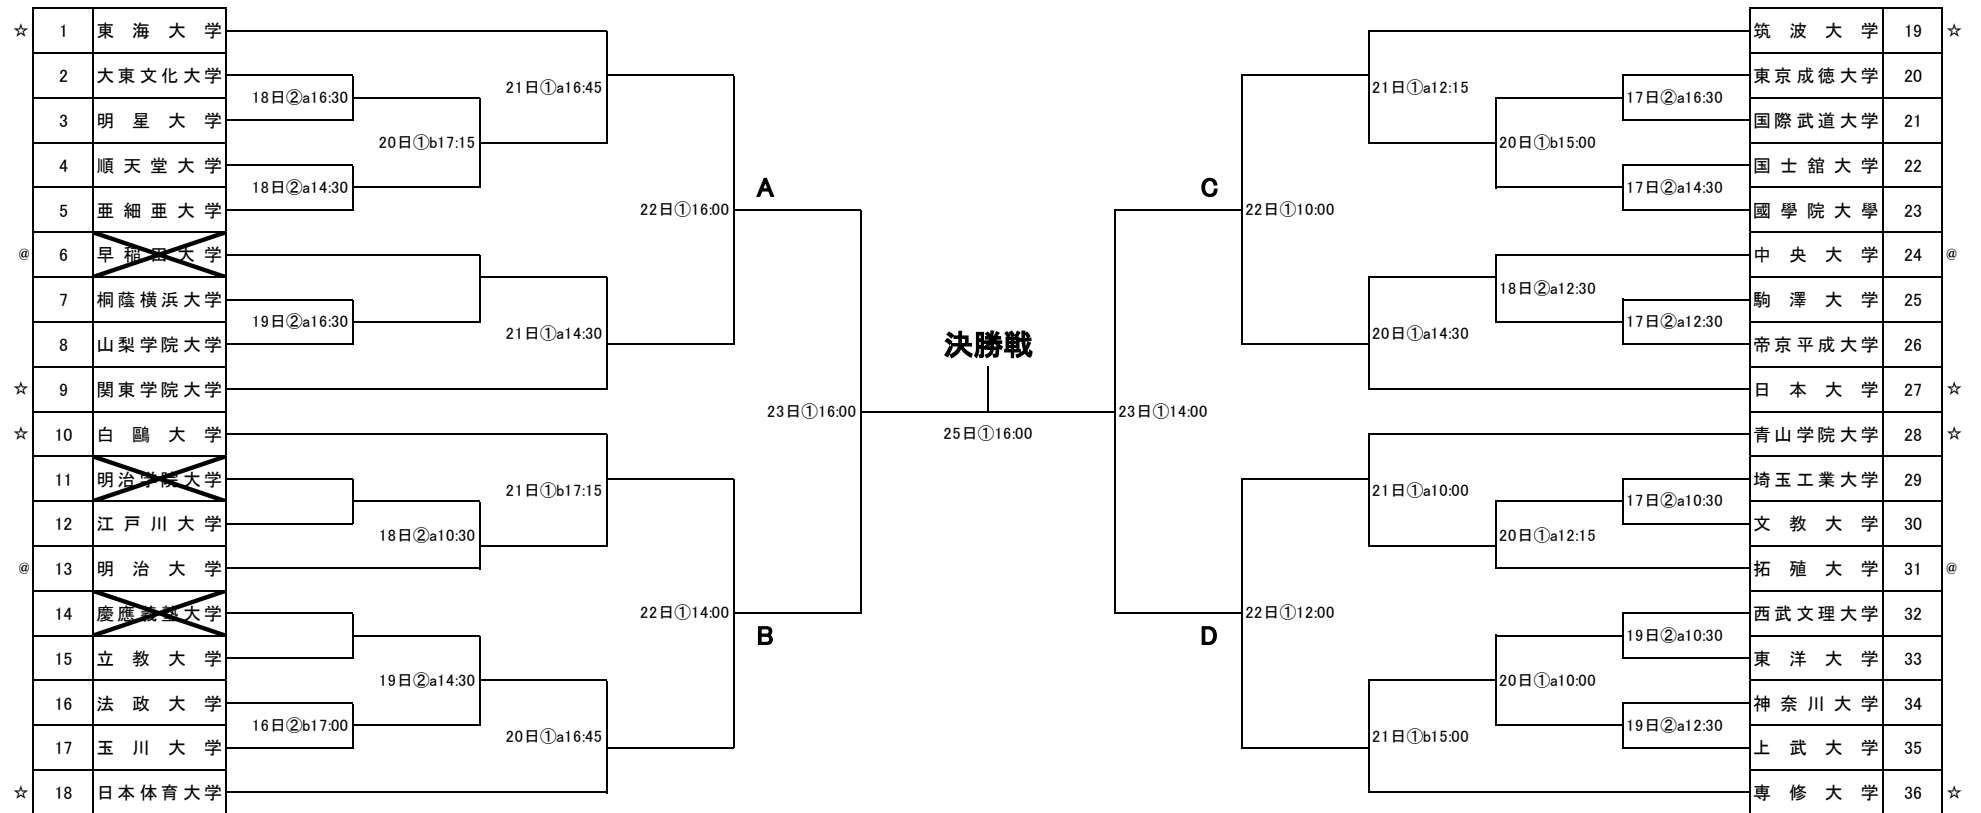 ☆ 1 東海大学
2 大東文化大学
3 明星大学
4 順天堂大学
5 亜細亜大学
@ 6 早稲田大学
7 桐蔭横浜大学
8 山梨学院大学
☆ 9 関東学院大学
☆ 10 白鷗大学
11 明治学院大学
12 江戸川大学
@ 13 明治大学
14 慶應義塾大学
15 立教大学
16 法政大学
17 玉川大学
☆ 18 日本体育大学
18日②a16:30
18日②a14:30
19日②a16:30
16日②b17:00
20日①b17:15
18日②a10:30
19日②a14:30
21日①a16:45
21日①a14:30
21日①b17:15
20日①a16:45
22日①16:00
22日①14:00
A
B
23日①16:00
決勝戦
25日①16:00
23日①14:00
C
D
22日①10:00
22日①12:00
21日①a12:15
20日①a14:30
21日①a10:00
21日①b15:00
20日①b15:00
18日②a12:30
20日①a12:15
20日①a10:00
17日②a16:30
17日②a14:30
17日②a12:30
17日②a10:30
19日②a10:30
19日②a12:30
筑波大学 19 ☆
東京成徳大学 20
国際武道大学 21
国士舘大学 22
國學院大學 23
中央大学 24 @
駒澤大学 25
帝京平成大学 26
日本大学 27 ☆
青山学院大学 28 ☆
埼玉工業大学 29
文教大学 30
拓殖大学 31 @
西武文理大学 32
東洋大学 33
神奈川大学 34
上武大学 35
専修大学 36 ☆